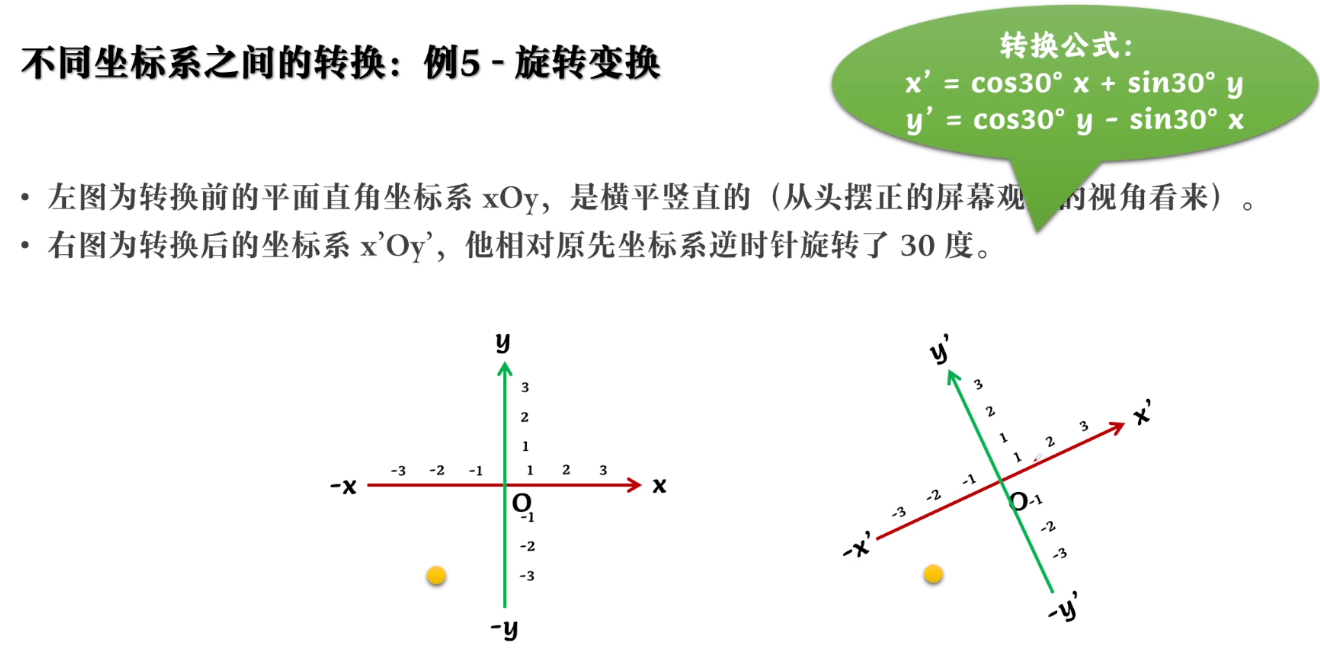 不同坐标系之间的转换：例5 - 旋转变换
转换公式：
x' = cos30° x + sin30° y
y' = cos30° y - sin30° x
• 左图为转换前的平面直角坐标系 xOy，是横平竖直的（从头摆正的屏幕观的视角看来）。
• 右图为转换后的坐标系 x'Oy'，他相对原先坐标系逆时针旋转了 30 度。
y
3
2
1
-3 -2 -1 1 2 3
-x
x
O
-1
-2
-3
-y
y'
3
2
1
-3 -2 -1 1 2 3
x'
-x'
O
-1
-2
-3
-y'